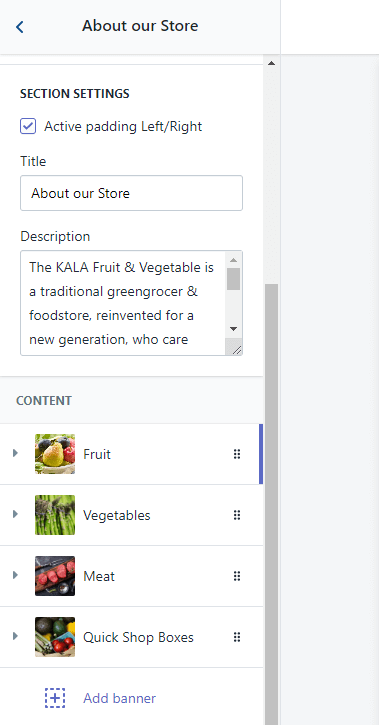 About our Store
SECTION SETTINGS
Active padding Left/Right
Title
About our Store
Description
The KALA Fruit & Vegetable is
a traditional greengrocer &
foodstore, reinvented for a
new generation, who care
CONTENT
Fruit
Vegetables
Meat
Quick Shop Boxes
Add banner